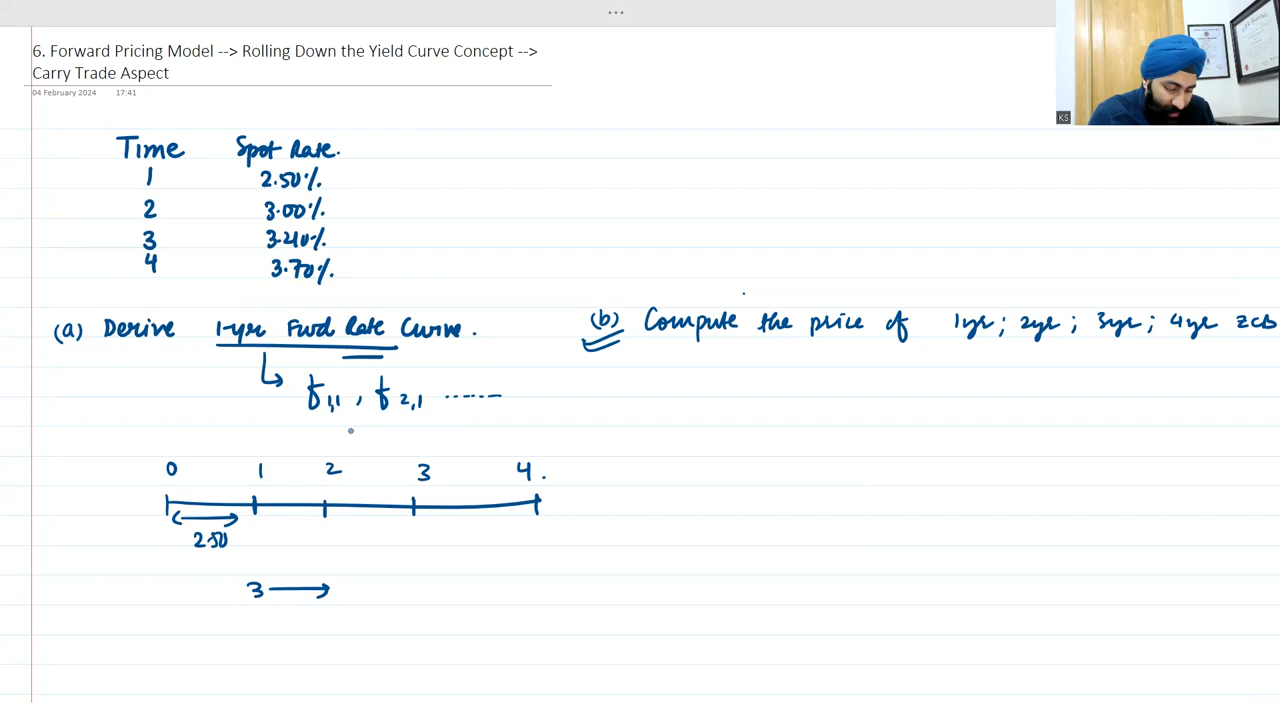 6. Forward Pricing Model --> Rolling Down the Yield Curve Concept -->
Carry Trade Aspect
04 February 2024 17:41
Time Spot Rate.
1 2.50%.
2 3.00%.
3 3.40%.
4 3.70%.
(a) Derive 1-yr Fwd Rate Curve.
(b) Compute the price of 1yr; 2yr; 3yr; 4yr ZCB
f1,1, f2,1 ......
0 1 2 3 4.
2.50
3
KS